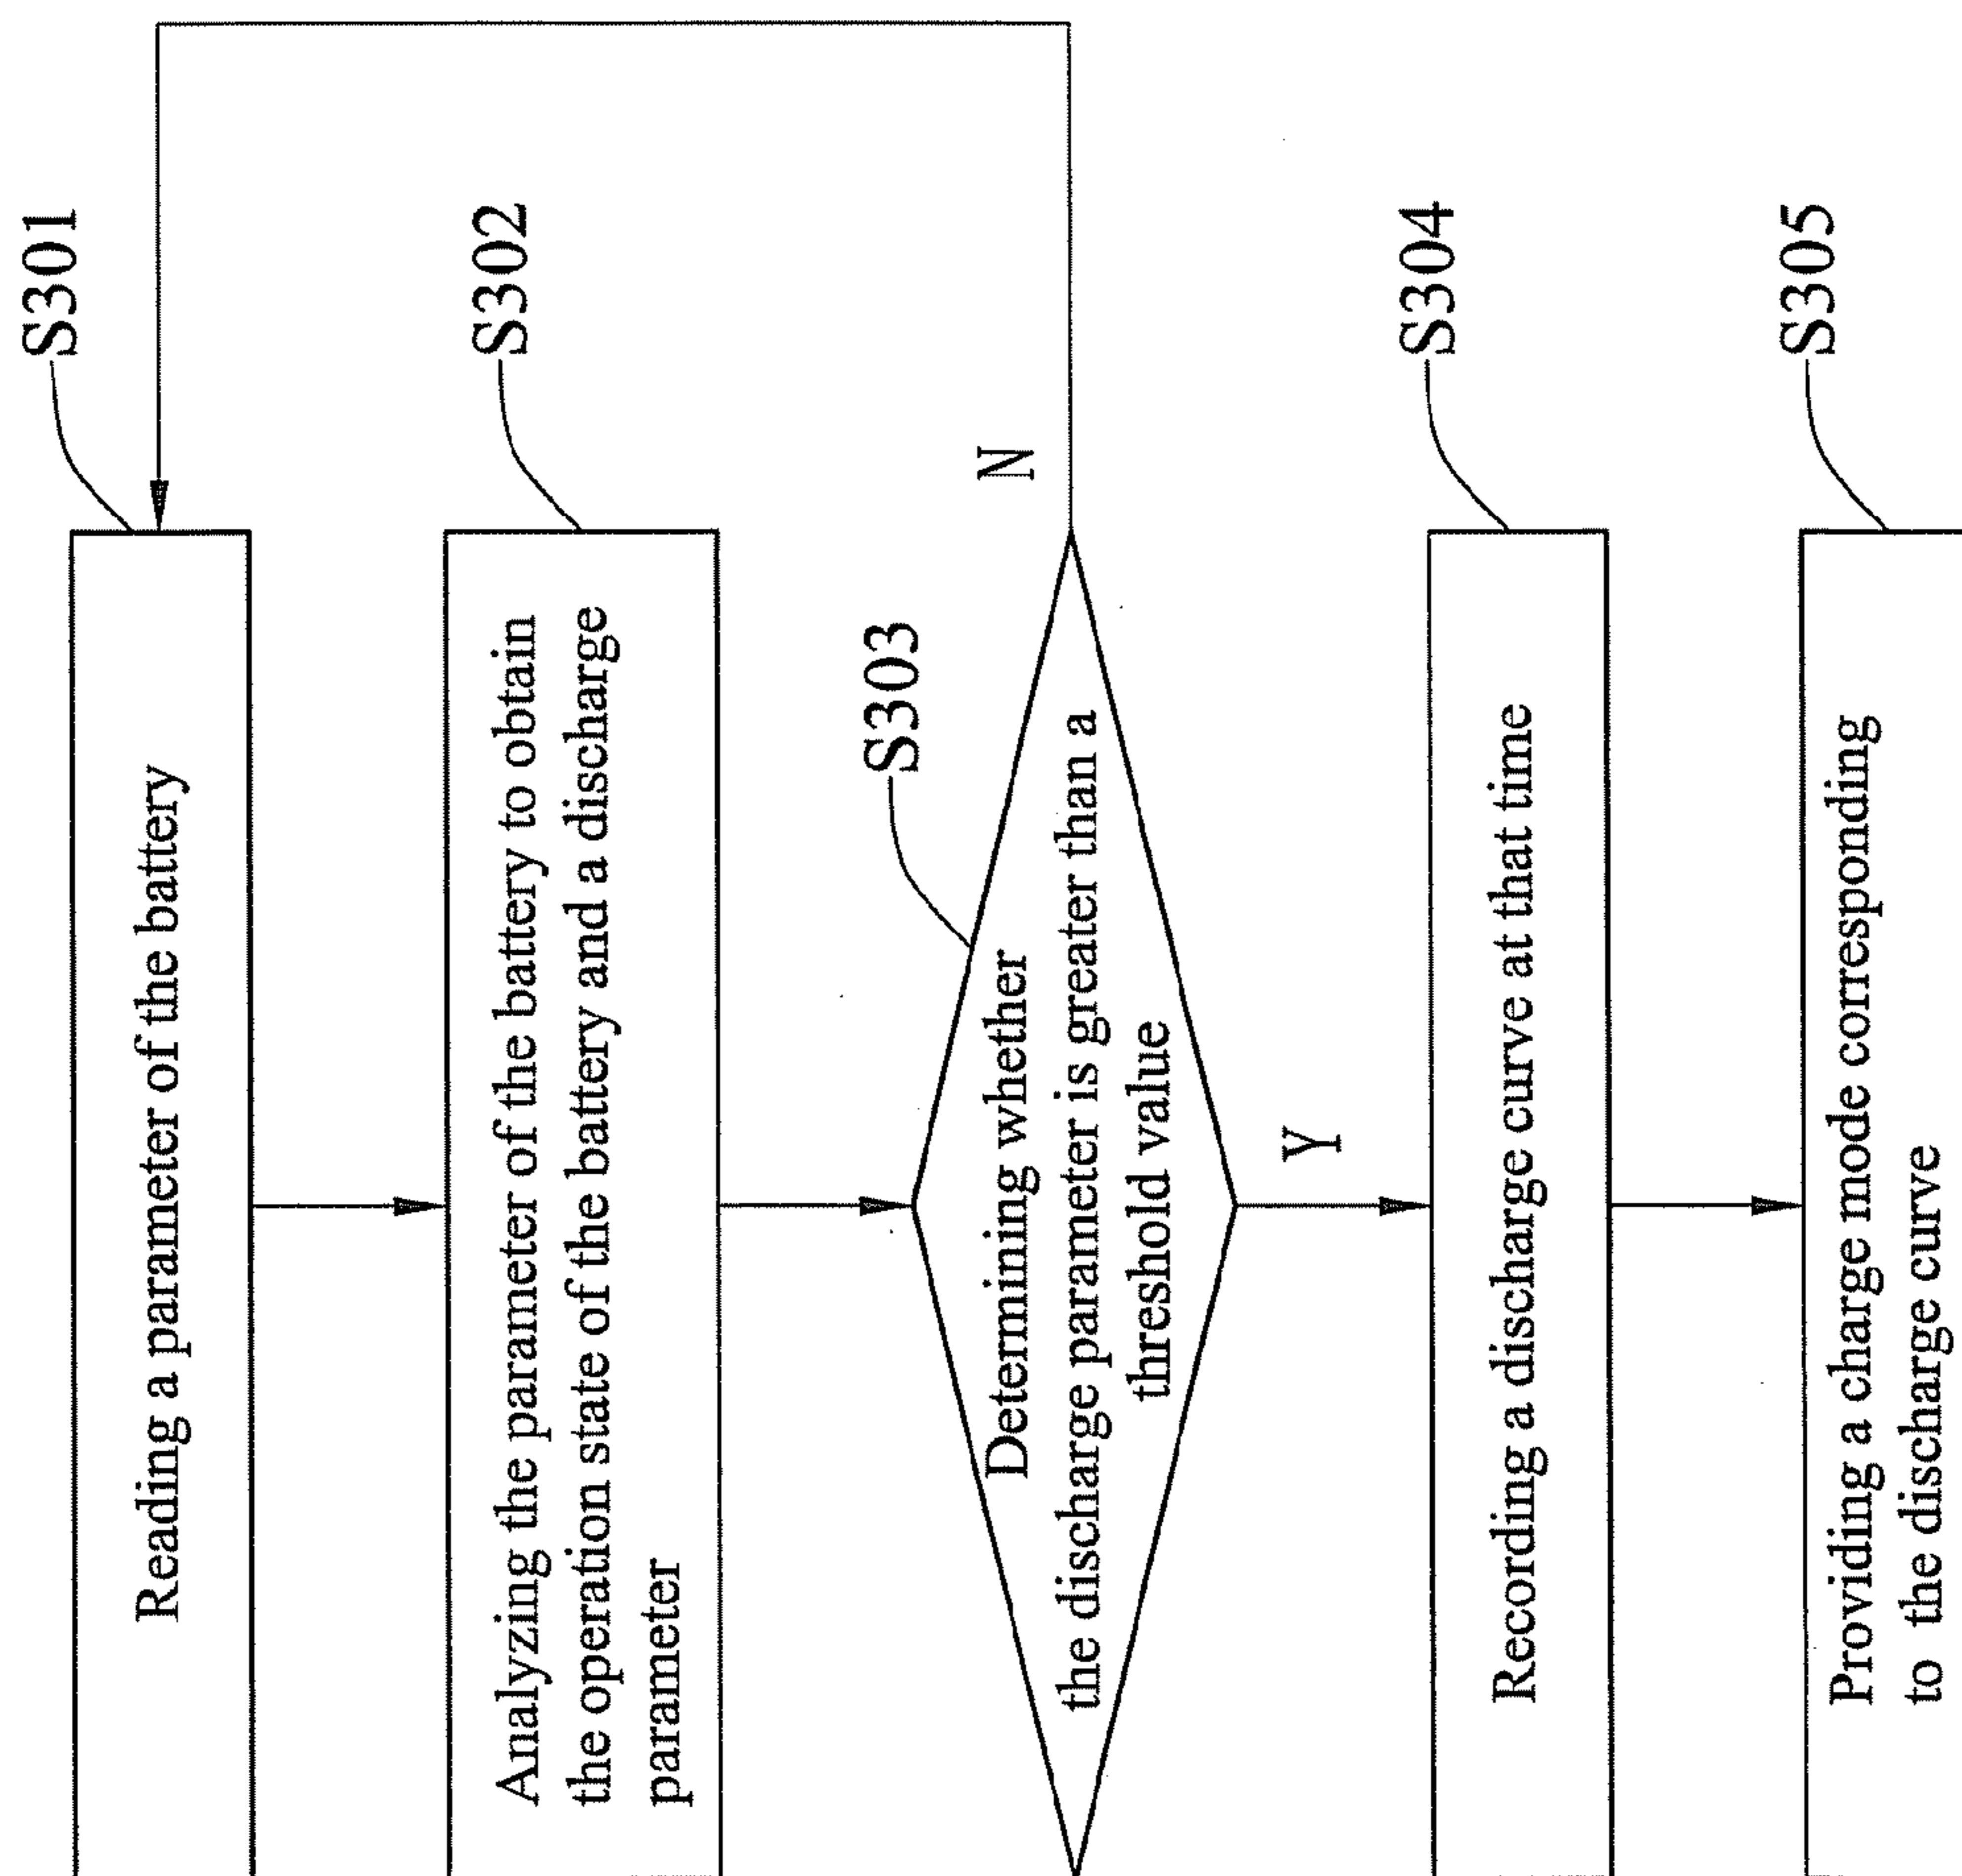 S301
Reading a parameter of the battery
S302
Analyzing the parameter of the battery to obtain
the operation state of the battery and a discharge
parameter
S303
Determining whether
the discharge parameter is greater than a
threshold value
N
Y
S304
Recording a discharge curve at that time
S305
Providing a charge mode corresponding
to the discharge curve